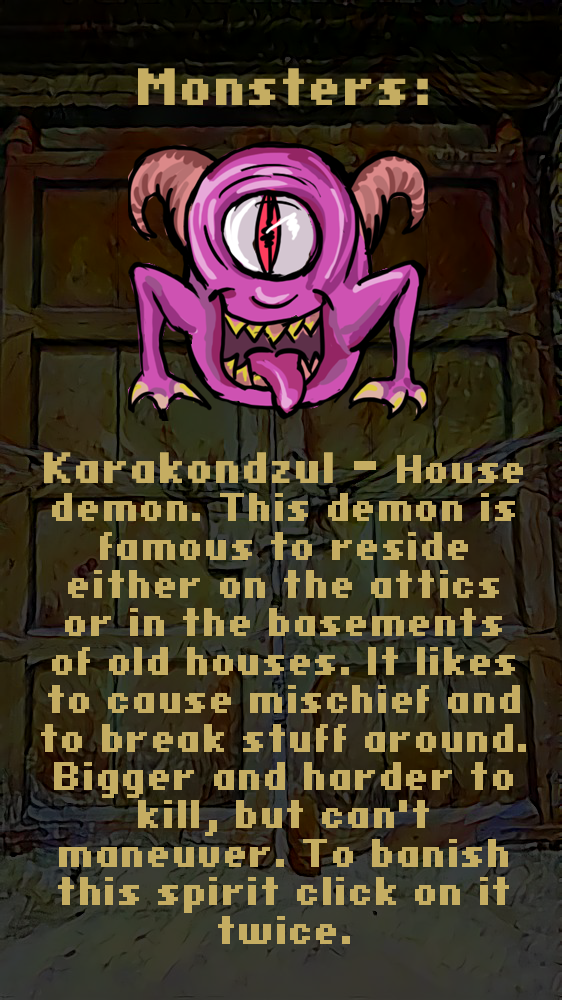 Monsters:
Karakondzul - House
demon. This demon is
famous to reside
either on the attics
or in the basements
of old houses. It likes
to cause mischief and
to break stuff around.
Bigger and harder to
kill, but can't
maneuver. To banish
this spirit click on it
twice.